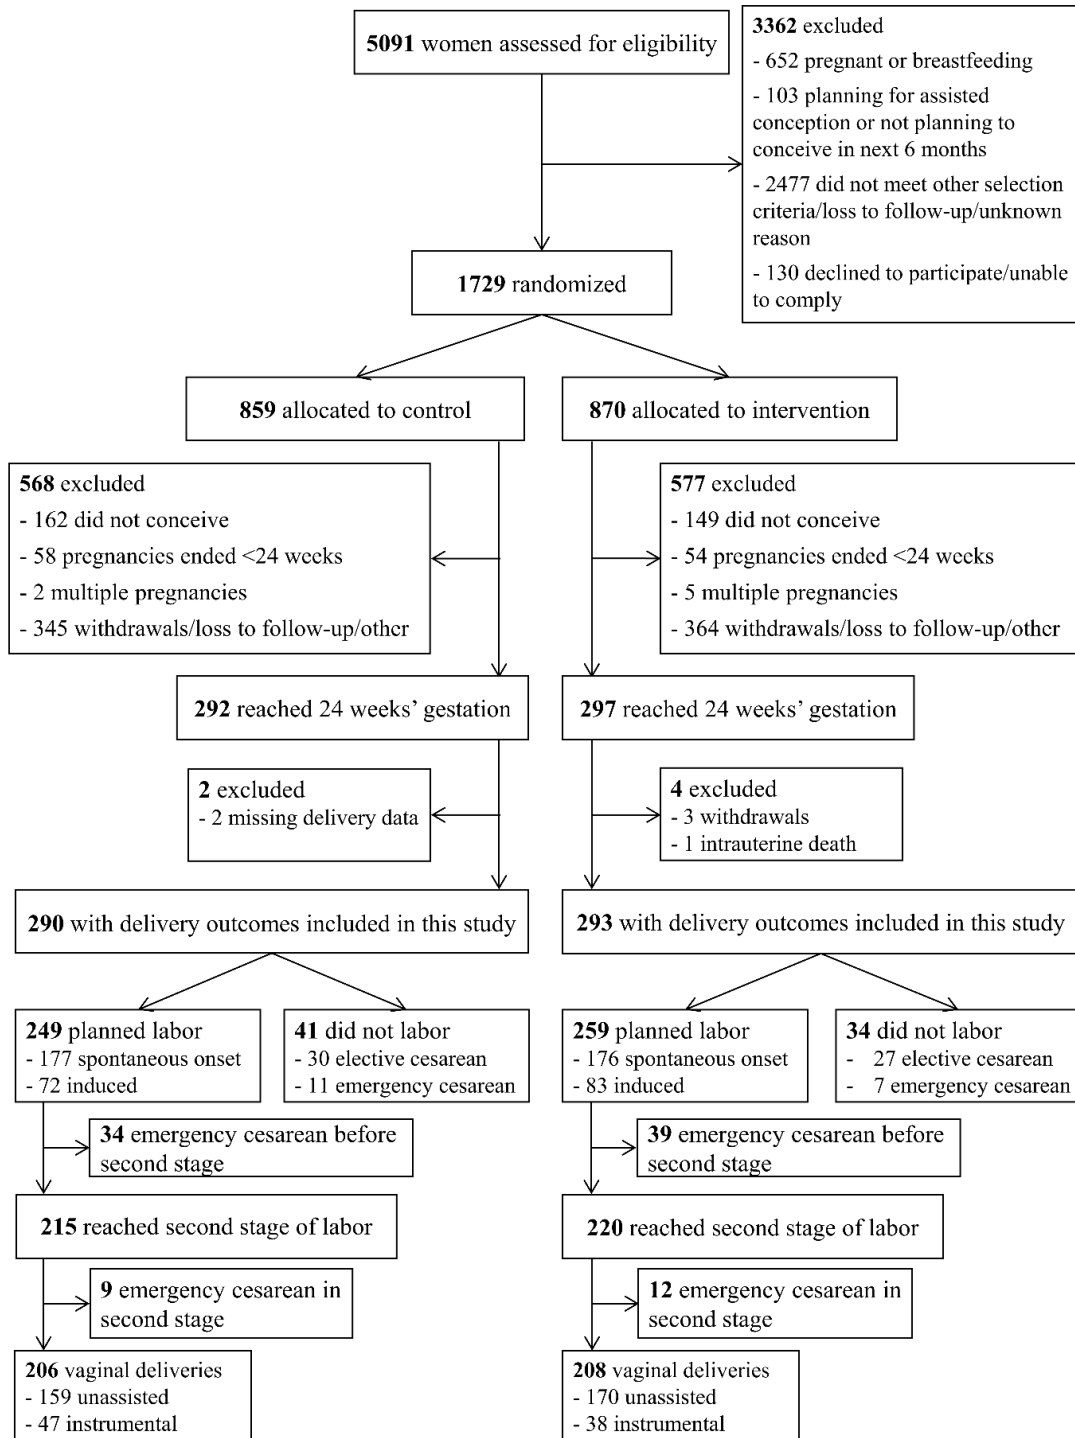 5091 women assessed for eligibility
3362 excluded
- 652 pregnant or breastfeeding
- 103 planning for assisted
conception or not planning to
conceive in next 6 months
- 2477 did not meet other selection
criteria/loss to follow-up/unknown
reason
- 130 declined to participate/unable
to comply
1729 randomized
859 allocated to control
870 allocated to intervention
568 excluded
- 162 did not conceive
- 58 pregnancies ended <24 weeks
- 2 multiple pregnancies
- 345 withdrawals/loss to follow-up/other
577 excluded
- 149 did not conceive
- 54 pregnancies ended <24 weeks
- 5 multiple pregnancies
- 364 withdrawals/loss to follow-up/other
292 reached 24 weeks’ gestation
297 reached 24 weeks’ gestation
2 excluded
- 2 missing delivery data
4 excluded
- 3 withdrawals
- 1 intrauterine death
290 with delivery outcomes included in this study
293 with delivery outcomes included in this study
249 planned labor
- 177 spontaneous onset
- 72 induced
41 did not labor
- 30 elective cesarean
- 11 emergency cesarean
259 planned labor
- 176 spontaneous onset
- 83 induced
34 did not labor
- 27 elective cesarean
- 7 emergency cesarean
34 emergency cesarean before
second stage
39 emergency cesarean before
second stage
215 reached second stage of labor
220 reached second stage of labor
9 emergency cesarean in
second stage
12 emergency cesarean in
second stage
206 vaginal deliveries
- 159 unassisted
- 47 instrumental
208 vaginal deliveries
- 170 unassisted
- 38 instrumental